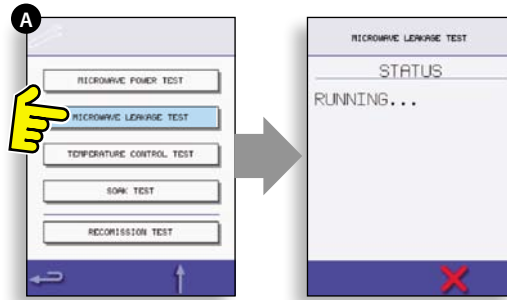 A
MICROWAVE POWER TEST
MICROWAVE LEAKAGE TEST
TEMPERATURE CONTROL TEST
SOAK TEST
RECOMISSION TEST
MICROWAVE LEAKAGE TEST
STATUS
RUNNING...